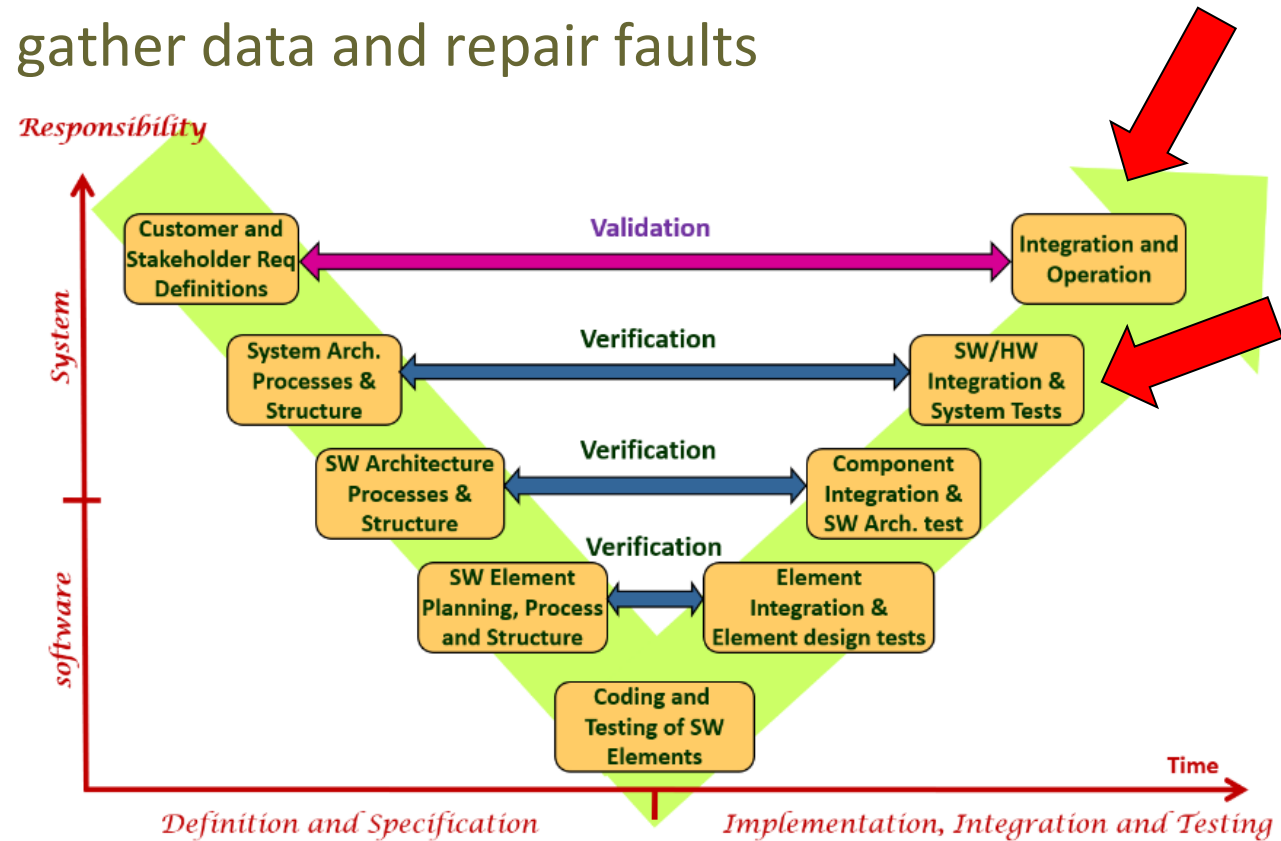 gather data and repair faults
Responsibility
Customer and
Stakeholder Req
Definitions
Validation
Integration and
Operation
System
System Arch.
Processes &
Structure
Verification
SW/HW
Integration &
System Tests
SW Architecture
Processes &
Structure
Verification
Component
Integration &
SW Arch. test
software
SW Element
Planning, Process
and Structure
Verification
Element
Integration &
Element design tests
Coding and
Testing of SW
Elements
Time
Definition and Specification
Implementation, Integration and Testing